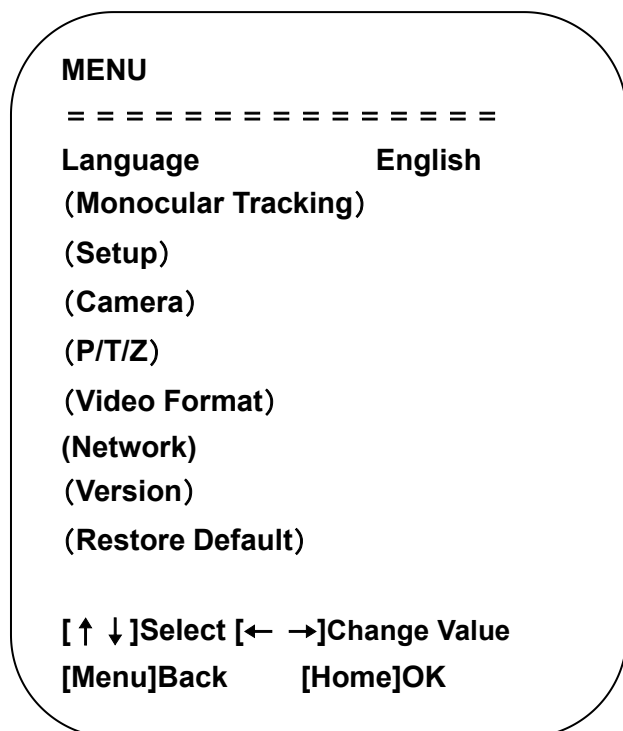 MENU
= = = = = = = = = = = = = = =
Language English
（Monocular Tracking）
（Setup）
（Camera）
（P/T/Z）
（Video Format）
(Network)
（Version）
（Restore Default）
[↑ ↓]Select [← →]Change Value
[Menu]Back [Home]OK